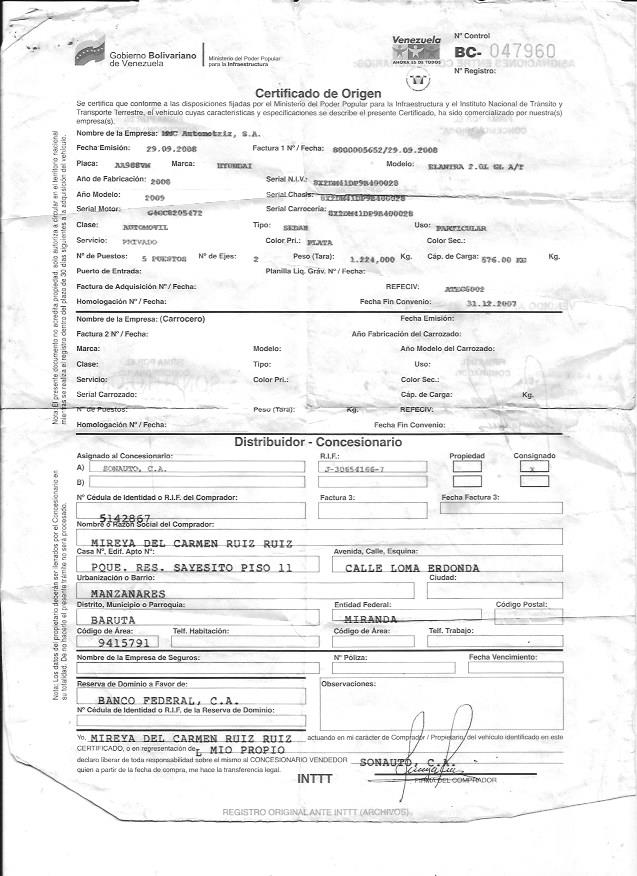 Gobierno Bolivariano de Venezuela
Ministerio del Poder Popular para la Infraestructura
Venezuela
AHORA ES DE TODOS
N° Control
BC- 047960
N° Registro:
Certificado de Origen
Se certifica que conforme a las disposiciones fijadas por el Ministerio del Poder Popular para la Infraestructura y el Instituto Nacional de Tránsito y
Transporte Terrestre, el vehículo cuyas características y especificaciones se describe el presente Certificado, ha sido comercializado por nuestra(s)
empresa(s).
Nombre de la Empresa: MMC Automotriz, S.A.
Fecha Emisión: 29.09.2008 Factura 1 N° / Fecha: 8000005652/29.09.2008
Placa: AA988VW Marca: HYUNDAI Modelo: ELANTRA 2.0L GL A/T
Año de Fabricación: 2008 Serial N.I.V.: 8X2DM41DP9B400028
Año Modelo: 2009 Serial Chasis: 8X2DM41DP9B400028
Serial Motor: G4GC8205472 Serial Carrocería: 8X2DM41DP9B400028
Clase: AUTOMOVIL Tipo: SEDAN Uso: PARTICULAR
Servicio: PRIVADO Color Pri.: PLATA Color Sec.:
N° de Puestos: 5 PUESTOS N° de Ejes: 2 Peso (Tara): 1.224,000 Kg. Cáp. de Carga: 576.00 KG Kg.
Puerto de Entrada: Planilla Liq. Gráv. N° / Fecha:
Factura de Adquisición N° / Fecha: REFECIV: ATEC6002
Homologación N° / Fecha: Fecha Fin Convenio: 31.12.2007
Nombre de la Empresa: (Carrocero) Fecha Emisión:
Factura 2 N° / Fecha: Año Fabricación del Carrozado:
Marca: Modelo: Año Modelo del Carrozado:
Clase: Tipo: Uso:
Servicio: Color Pri.: Color Sec.:
Serial Carrozado: Cáp. de Carga: Kg.
N° de Puestos: Peso (Tara): Kg. REFECIV:
Homologación N° / Fecha: Fecha Fin Convenio:
Nota: El presente documento no acredita propiedad, solo autoriza a circular en el territorio nacional
mientras se realiza el registro dentro del plazo de 30 días siguientes a la adquisición del vehículo.
Distribuidor - Concesionario
Asignado al Concesionario: R.I.F.: Propiedad Consignado
A) SONAUTO, C.A. J-30654166-7 X
B)
N° Cédula de Identidad o R.I.F. del Comprador: Factura 3: Fecha Factura 3:
5142867
Nombre o Razón Social del Comprador:
MIREYA DEL CARMEN RUIZ RUIZ
Casa N°, Edif. Apto N°: Avenida, Calle, Esquina:
PQUE. RES. SAYESITO PISO 11 CALLE LOMA ERDONDA
Urbanización o Barrio: Ciudad:
MANZANARES
Distrito, Municipio o Parroquia: Entidad Federal: Código Postal:
BARUTA MIRANDA
Código de Área: Telf. Habitación: Código de Área: Telf. Trabajo:
9415791
Nombre de la Empresa de Seguros: N° Póliza: Fecha Vencimiento:
Reserva de Dominio a Favor de: Observaciones:
BANCO FEDERAL, C.A.
N° Cédula de Identidad o R.I.F. de la Reserva de Dominio:
Nota: Los datos del propietario deberán ser llenados por el Concesionario en
su totalidad. De no hacerlo el presente trámite no será procesado.
Yo, MIREYA DEL CARMEN RUIZ RUIZ actuando en mi carácter de Comprador / Propietario, del vehículo identificado en este
CERTIFICADO, o en representación de L MIO PROPIO
declaro liberar de toda responsabilidad sobre el mismo al CONCESIONARIO VENDEDOR SONAUTO, C.A.
quien a partir de la fecha de compra, me hace la transferencia legal.
INTTT
FIRMA DEL COMPRADOR
REGISTRO ORIGINAL ANTE INTTT (ARCHIVOS)